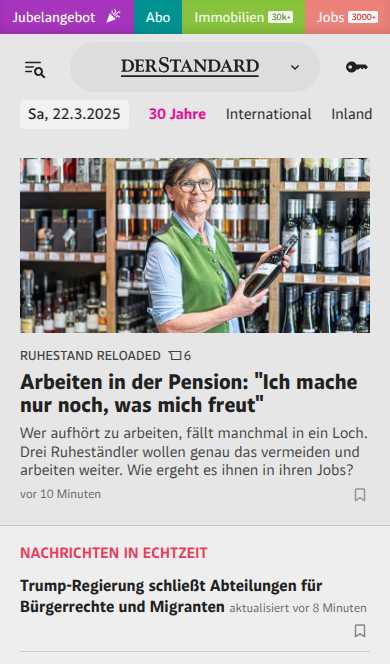 Jubelangebot
Abo
Immobilien 30k+
Jobs 3000+
DERSTANDARD
Sa, 22.3.2025
30 Jahre
International
Inland
RUHESTAND RELOADED 6
Arbeiten in der Pension: "Ich mache
nur noch, was mich freut"
Wer aufhört zu arbeiten, fällt manchmal in ein Loch.
Drei Ruheständler wollen genau das vermeiden und
arbeiten weiter. Wie ergeht es ihnen in ihren Jobs?
vor 10 Minuten
NACHRICHTEN IN ECHTZEIT
Trump-Regierung schließt Abteilungen für
Bürgerrechte und Migranten aktualisiert vor 8 Minuten